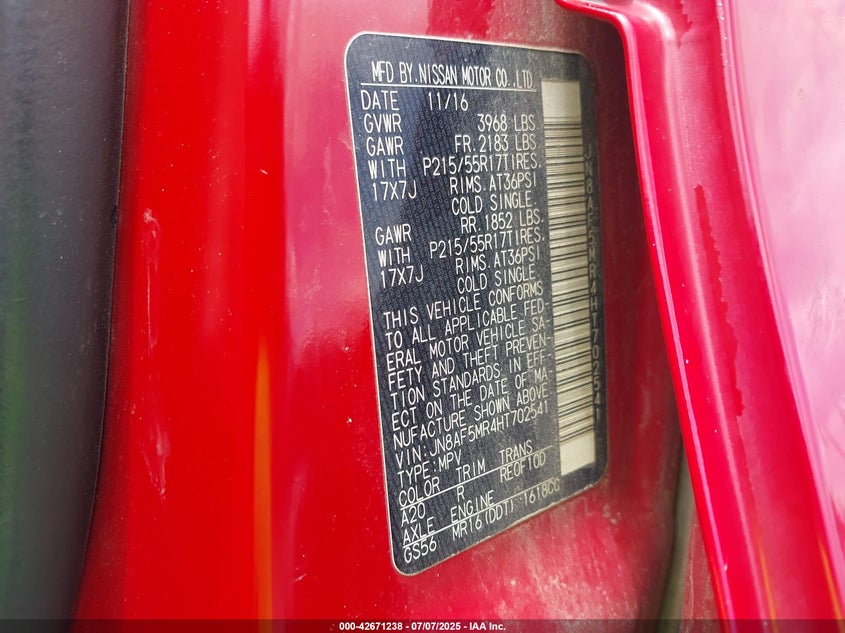 MFD BY.NISSAN MOTOR CO.,LTD.
DATE 11/16
GVWR 3968 LBS.
GAWR FR.2183 LBS.
WITH P215/55R17TIRES.
17X7J RIMS.AT36PSI
COLD SINGLE.
GAWR RR.1852 LBS.
WITH P215/55R17TIRES.
17X7J RIMS.AT36PSI
COLD SINGLE.
THIS VEHICLE CONFORMS
TO ALL APPLICABLE FED-
ERAL MOTOR VEHICLE SA-
FETY AND THEFT PREVEN-
TION STANDARDS IN EFF-
ECT ON THE DATE OF MA-
NUFACTURE SHOWN ABOVE
VIN:JN8AF5MR4HT702541
TYPE:MPV
COLOR TRIM TRANS
A20 R RE0F10D
AXLE ENGINE
GS56 MR16(DDT) 1618CC
JN8AF5MR4HT702541
000-42671238 - 07/07/2025 - IAA Inc.